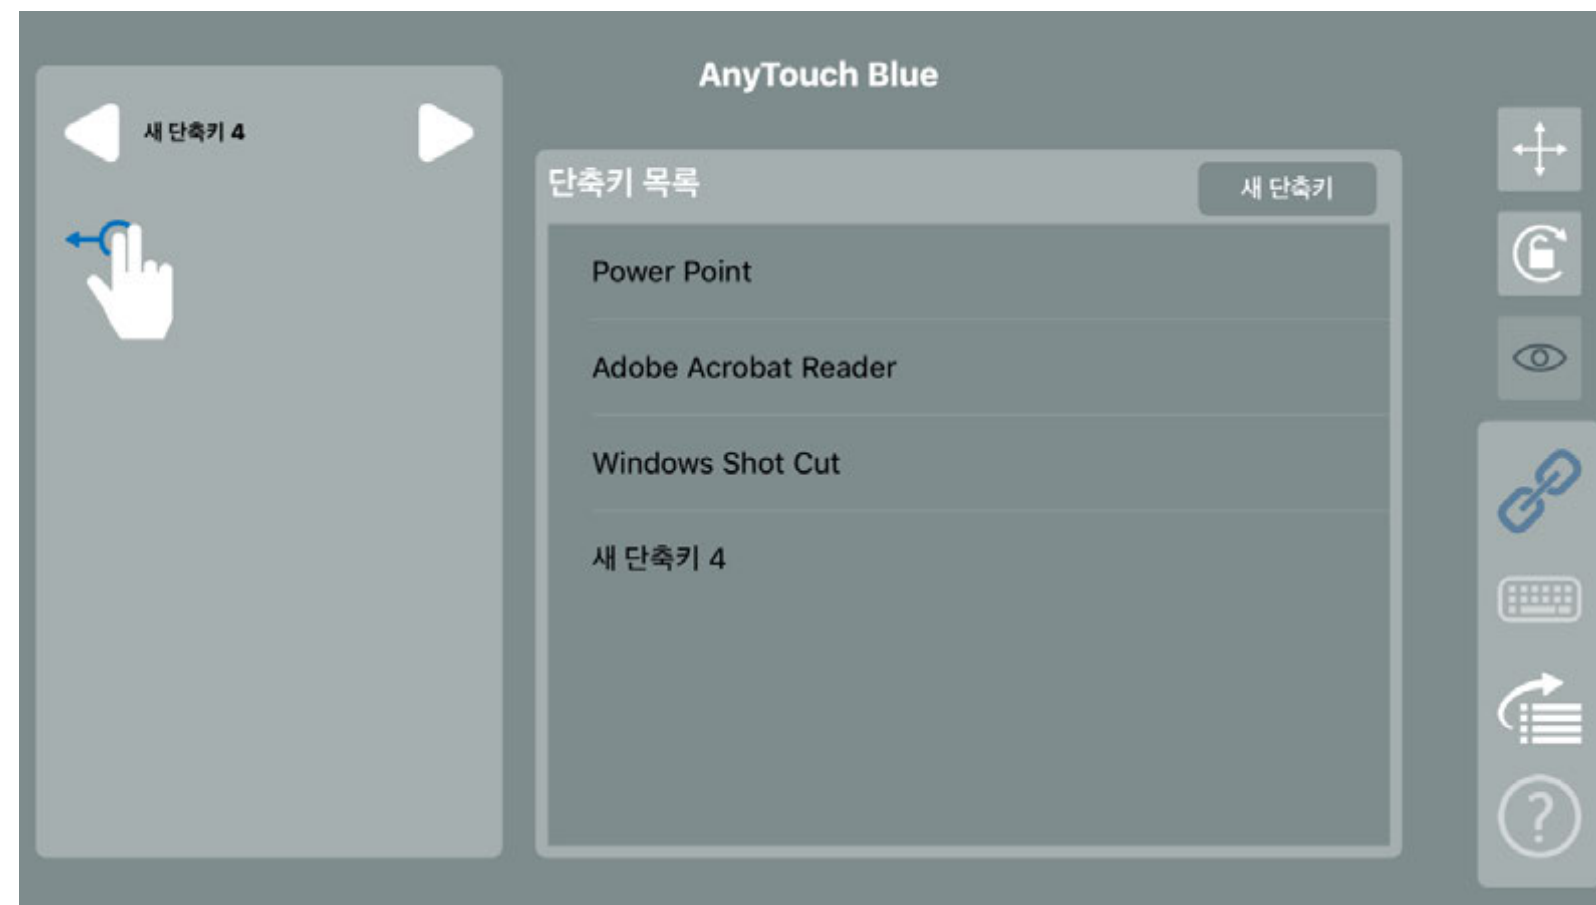 AnyTouch Blue
새 단축키 4
단축키 목록
새 단축키
Power Point
Adobe Acrobat Reader
Windows Shot Cut
새 단축키 4
?